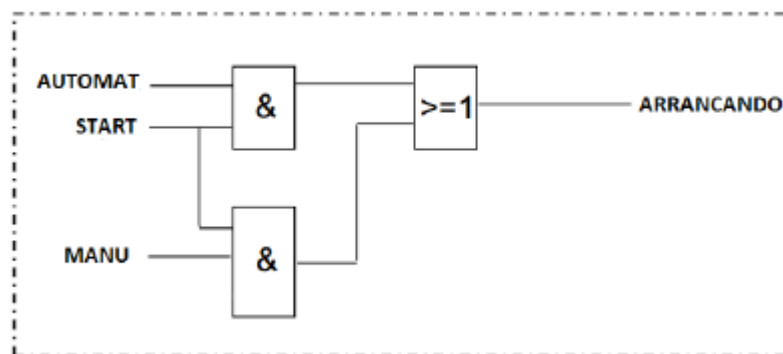 AUTOMAT
START
&
>=1
ARRANCANDO
MANU
&